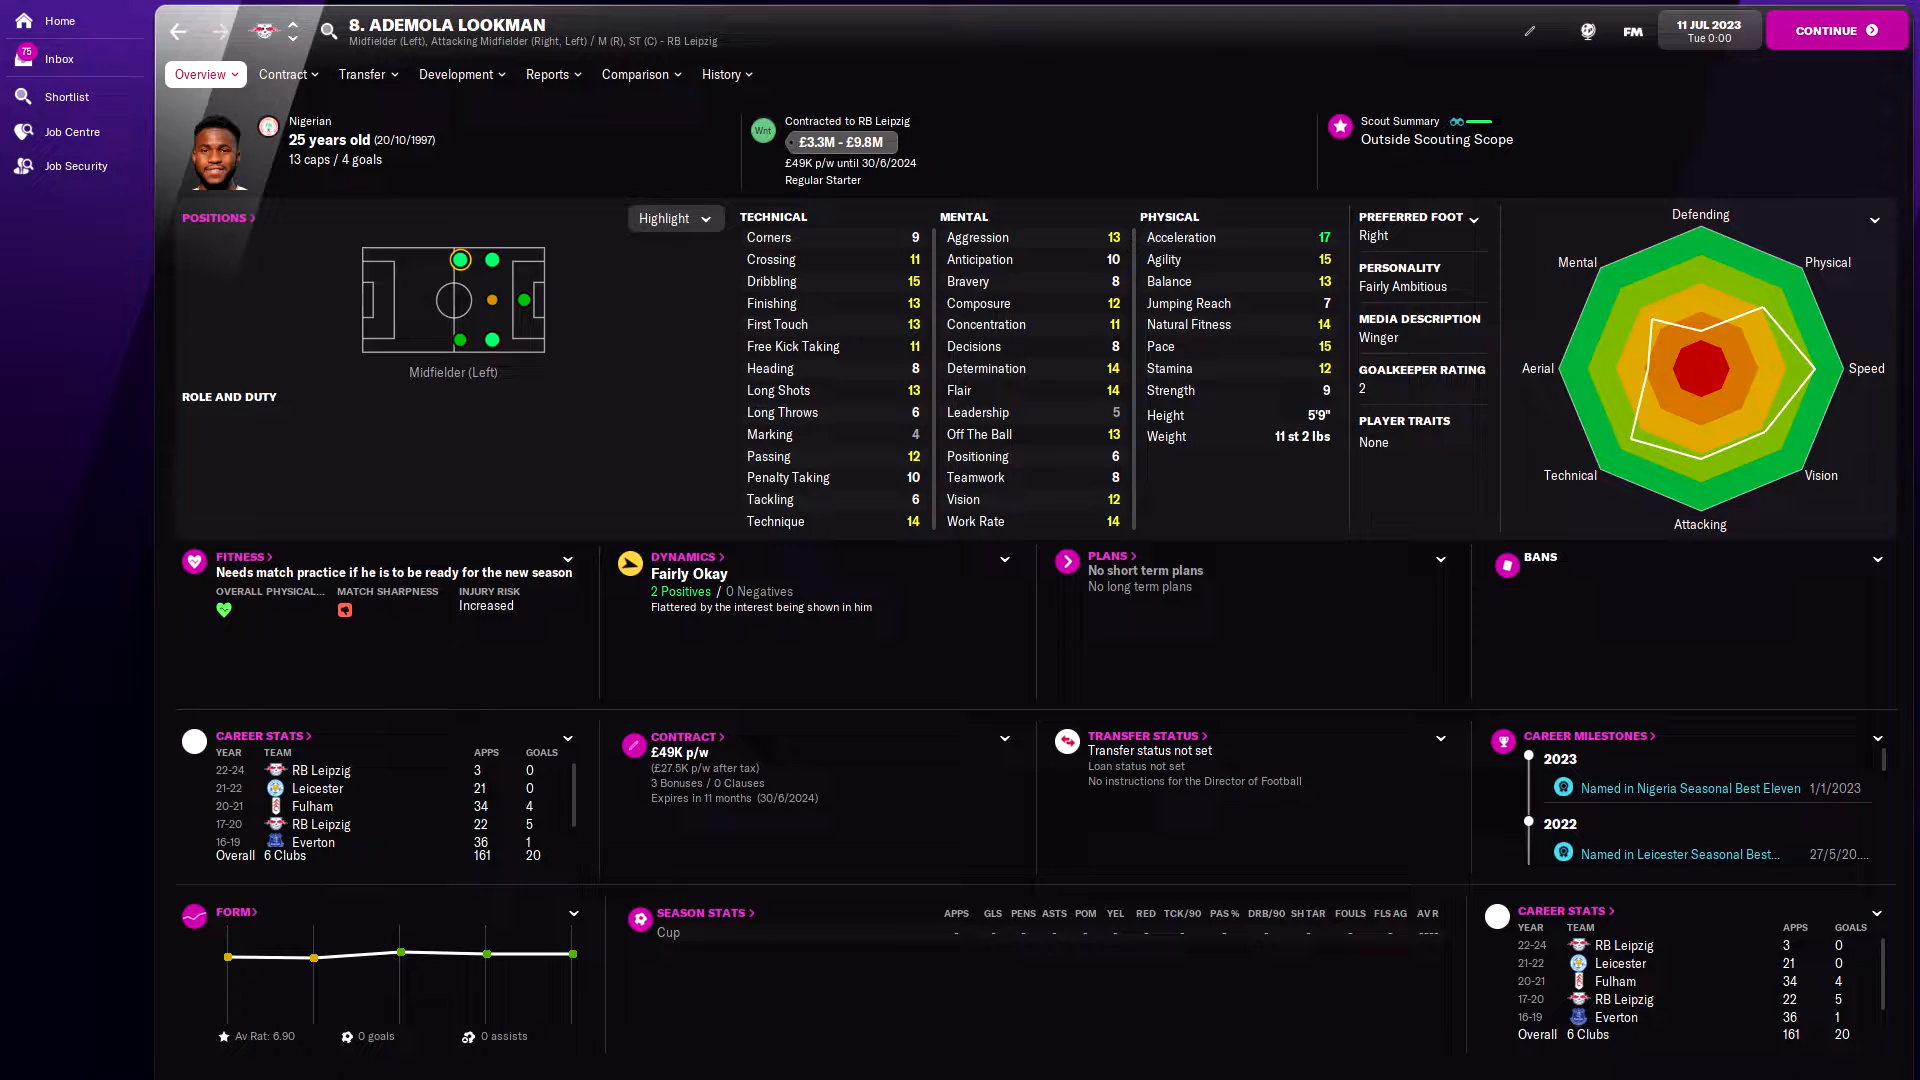 Home
75
Inbox
Shortlist
Job Centre
Job Security
8. ADEMOLA LOOKMAN
Midfielder (Left), Attacking Midfielder (Right, Left) / M (R), ST (C) - RB Leipzig
FM
11 JUL 2023
Tue 0:00
CONTINUE
Overview
Contract
Transfer
Development
Reports
Comparison
History
Nigerian
25 years old (20/10/1997)
13 caps / 4 goals
Wnt
Contracted to RB Leipzig
£3.3M - £9.8M
£49K p/w until 30/6/2024
Regular Starter
Scout Summary
Outside Scouting Scope
POSITIONS
Highlight
Midfielder (Left)
ROLE AND DUTY
TECHNICAL
Corners 9
Crossing 11
Dribbling 15
Finishing 13
First Touch 13
Free Kick Taking 11
Heading 8
Long Shots 13
Long Throws 6
Marking 4
Passing 12
Penalty Taking 10
Tackling 6
Technique 14
MENTAL
Aggression 13
Anticipation 10
Bravery 8
Composure 12
Concentration 11
Decisions 8
Determination 14
Flair 14
Leadership 5
Off The Ball 13
Positioning 6
Teamwork 8
Vision 12
Work Rate 14
PHYSICAL
Acceleration 17
Agility 15
Balance 13
Jumping Reach 7
Natural Fitness 14
Pace 15
Stamina 12
Strength 9
Height 5'9"
Weight 11 st 2 lbs
PREFERRED FOOT
Right
PERSONALITY
Fairly Ambitious
MEDIA DESCRIPTION
Winger
GOALKEEPER RATING
2
PLAYER TRAITS
None
Defending
Mental
Physical
Aerial
Speed
Technical
Vision
Attacking
FITNESS
Needs match practice if he is to be ready for the new season
OVERALL PHYSICAL... MATCH SHARPNESS INJURY RISK
Increased
DYNAMICS
Fairly Okay
2 Positives / 0 Negatives
Flattered by the interest being shown in him
PLANS
No short term plans
No long term plans
BANS
CAREER STATS
YEAR TEAM APPS GOALS
22-24 RB Leipzig 3 0
21-22 Leicester 21 0
20-21 Fulham 34 4
17-20 RB Leipzig 22 5
16-19 Everton 36 1
Overall 6 Clubs 161 20
CONTRACT
£49K p/w
(£27.5K p/w after tax)
3 Bonuses / 0 Clauses
Expires in 11 months (30/6/2024)
TRANSFER STATUS
Transfer status not set
Loan status not set
No instructions for the Director of Football
CAREER MILESTONES
2023
Named in Nigeria Seasonal Best Eleven 1/1/2023
2022
Named in Leicester Seasonal Best... 27/5/20....
FORM
Av Rat: 6.90
0 goals
0 assists
SEASON STATS APPS GLS PENS ASTS POM YEL RED TCK/90 PAS % DRB/90 SH TAR FOULS FLS AG AV R
Cup - - - - - - - - - - - - - ----
CAREER STATS
YEAR TEAM APPS GOALS
22-24 RB Leipzig 3 0
21-22 Leicester 21 0
20-21 Fulham 34 4
17-20 RB Leipzig 22 5
16-19 Everton 36 1
Overall 6 Clubs 161 20